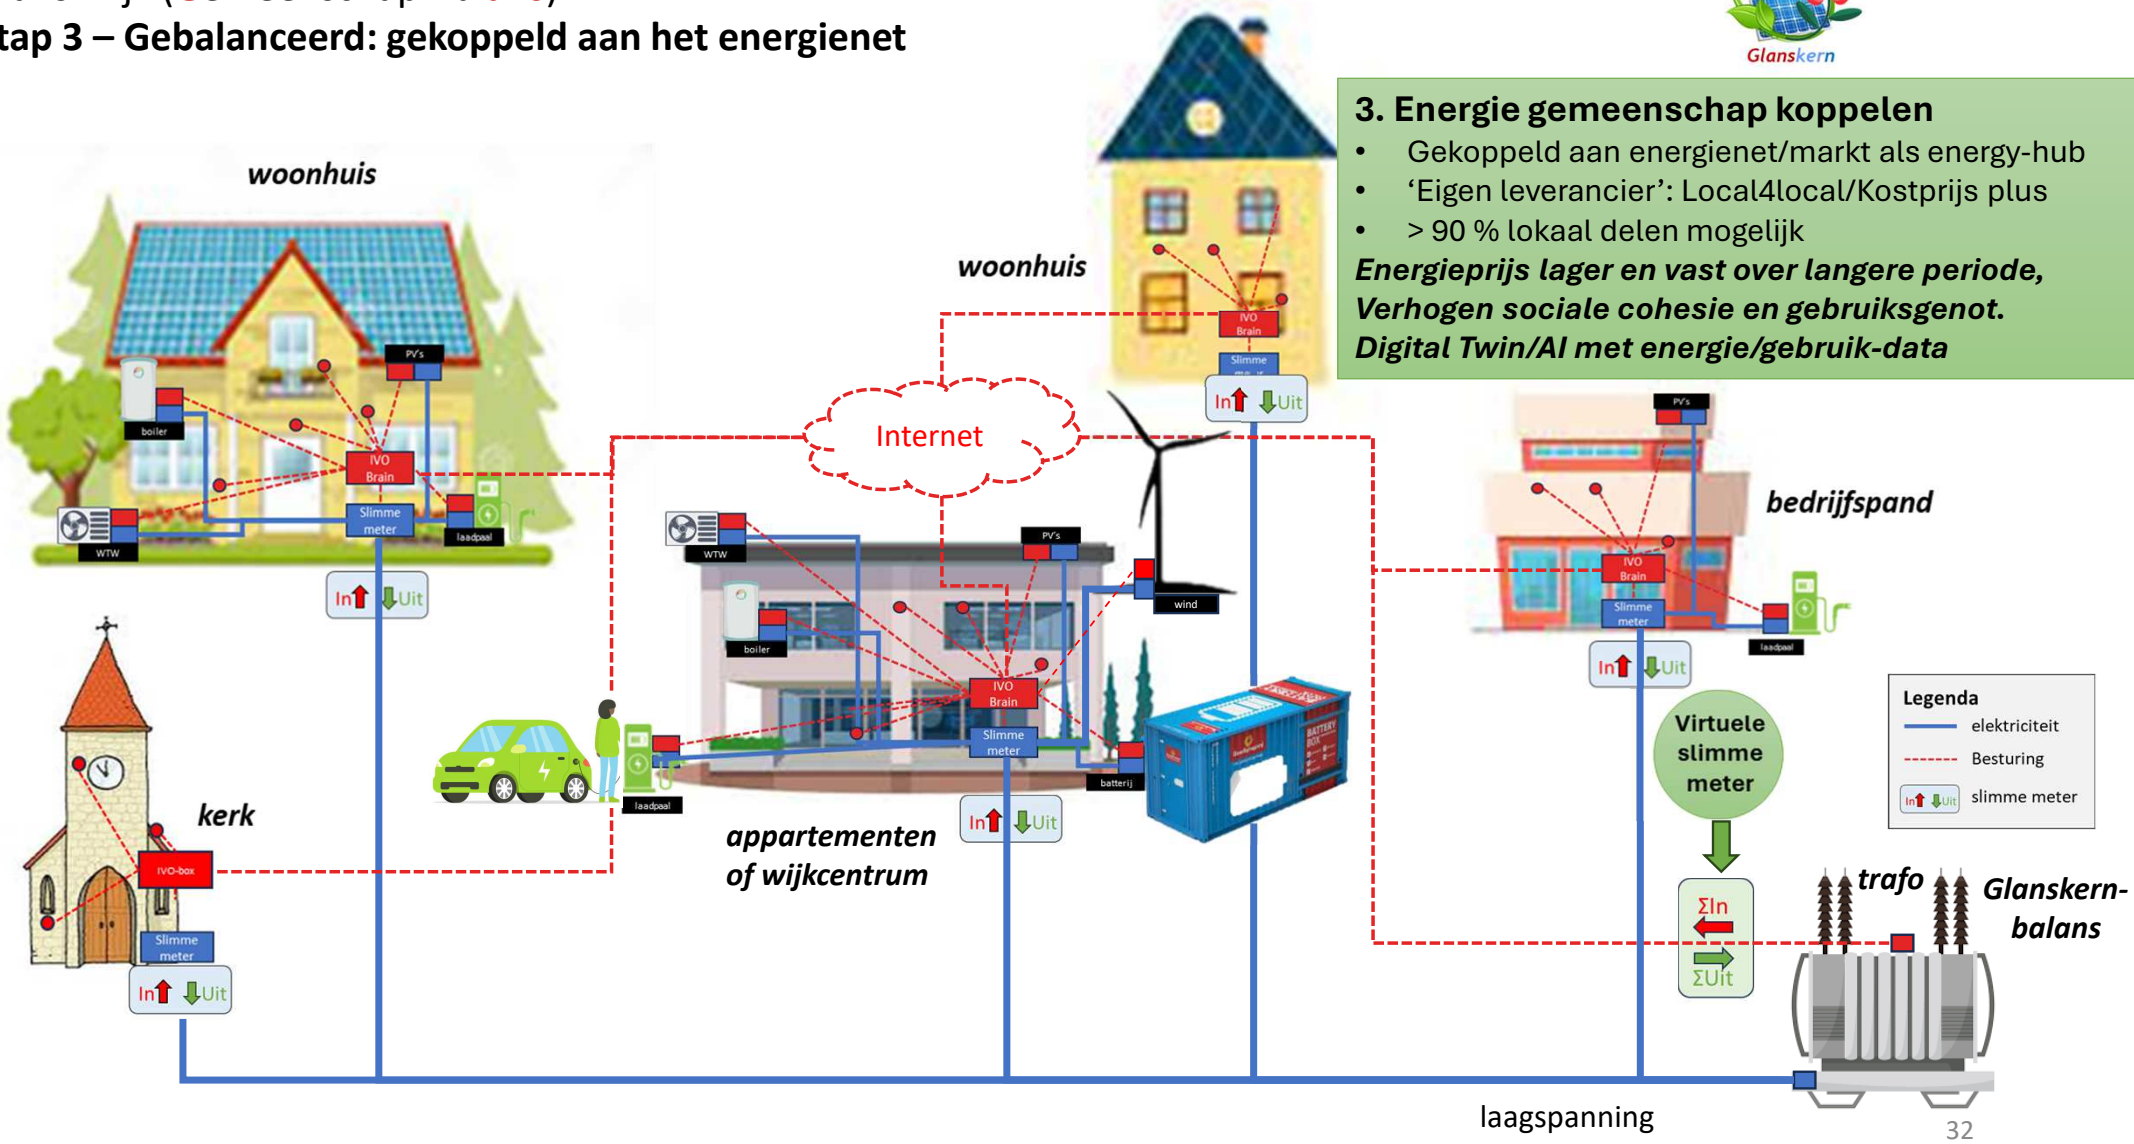 tap 3 – Gebalanceerd: gekoppeld aan het energienet
Glanskern
3. Energie gemeenschap koppelen
• Gekoppeld aan energienet/markt als energy-hub
• ‘Eigen leverancier’: Local4local/Kostprijs plus
• > 90 % lokaal delen mogelijk
Energieprijs lager en vast over langere periode,
Verhogen sociale cohesie en gebruiksgenot.
Digital Twin/AI met energie/gebruik-data
woonhuis
PV's
boiler
IVO
Brain
Slimme
meter
WTW
laadpaal
In Uit
woonhuis
IVO
Brain
Slimme
In Uit
Internet
PV's
bedrijfspand
IVO
Brain
Slimme
meter
laadpaal
In Uit
WTW
PV's
boiler
wind
IVO
Brain
Slimme
meter
laadpaal
batterij
BATTERY
BOX
In Uit
appartementen
of wijkcentrum
kerk
IVO-box
Slimme
meter
In Uit
Virtuele
slimme
meter
ΣIn
ΣUit
Legenda
elektriciteit
Besturing
In Uit slimme meter
trafo
Glanskern-
balans
laagspanning
32